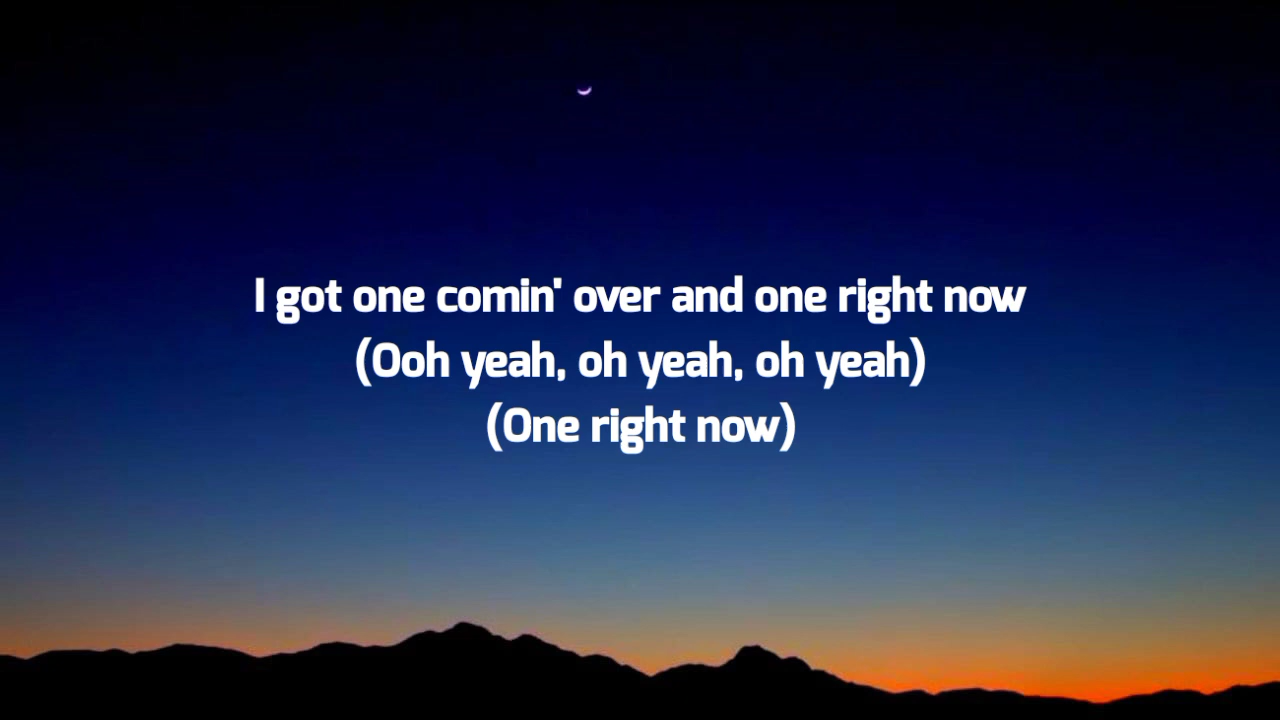 I got one comin' over and one right now
(Ooh yeah, oh yeah, oh yeah)
(One right now)